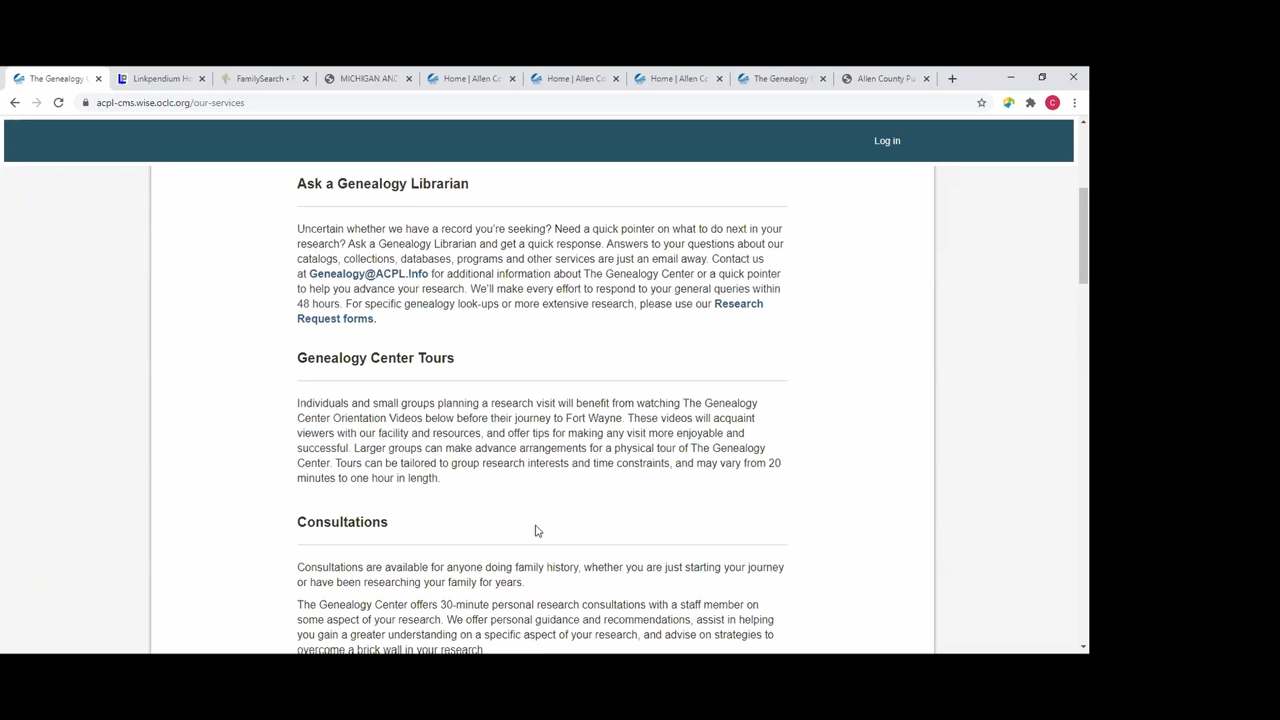 The Genealogy C
Linkpendium Ho
FamilySearch • F
MICHIGAN AND
Home | Allen Co
Home | Allen Co
Home | Allen Co
The Genealogy C
Allen County Pu
acpl-cms.wise.oclc.org/our-services
C
Log in
Ask a Genealogy Librarian
Uncertain whether we have a record you're seeking? Need a quick pointer on what to do next in your
research? Ask a Genealogy Librarian and get a quick response. Answers to your questions about our
catalogs, collections, databases, programs and other services are just an email away. Contact us
at Genealogy@ACPL.Info for additional information about The Genealogy Center or a quick pointer
to help you advance your research. We'll make every effort to respond to your general queries within
48 hours. For specific genealogy look-ups or more extensive research, please use our Research
Request forms.
Genealogy Center Tours
Individuals and small groups planning a research visit will benefit from watching The Genealogy
Center Orientation Videos below before their journey to Fort Wayne. These videos will acquaint
viewers with our facility and resources, and offer tips for making any visit more enjoyable and
successful. Larger groups can make advance arrangements for a physical tour of The Genealogy
Center. Tours can be tailored to group research interests and time constraints, and may vary from 20
minutes to one hour in length.
Consultations
Consultations are available for anyone doing family history, whether you are just starting your journey
or have been researching your family for years.
The Genealogy Center offers 30-minute personal research consultations with a staff member on
some aspect of your research. We offer personal guidance and recommendations, assist in helping
you gain a greater understanding on a specific aspect of your research, and advise on strategies to
overcome a brick wall in your research